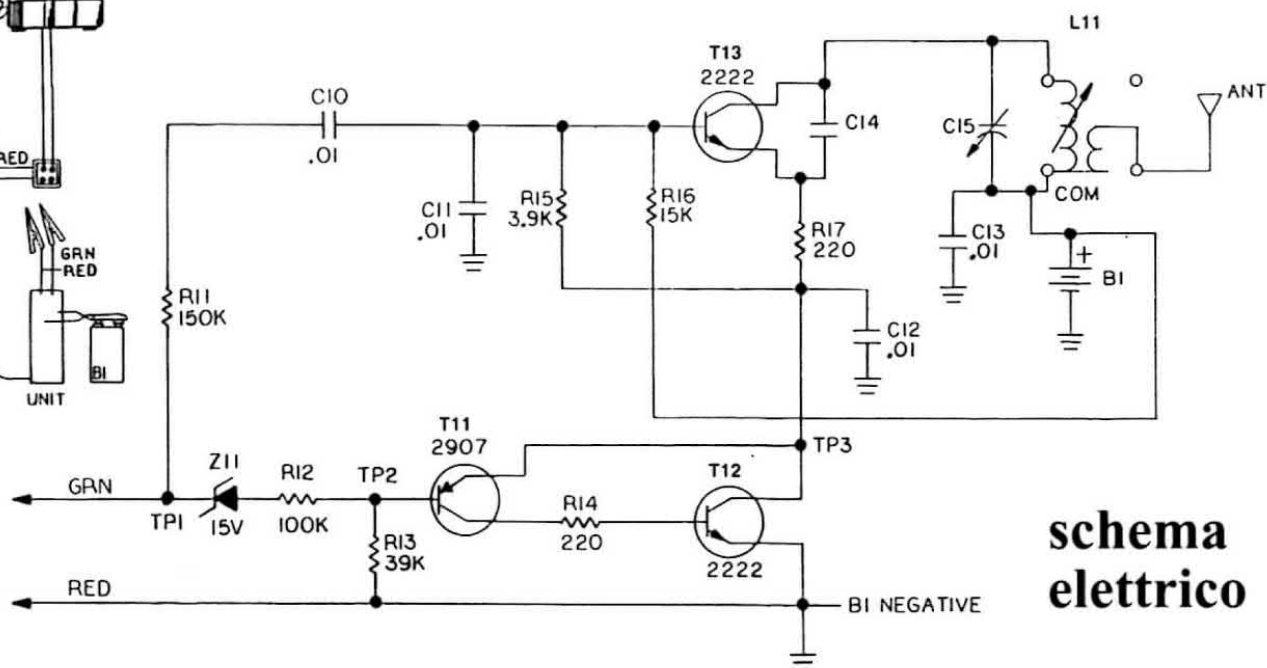 L11
T13
2222
ANT
C10
.01
C14
C15
RED
R15
3.9K
R16
15K
COM
C11
.01
R17
220
C13
.01
+
B1
GRN
RED
R11
150K
C12
.01
B1
UNIT
T11
2907
TP3
Z11
R12
TP2
T12
GRN
R14
TP1
15V
100K
220
R13
39K
2222
schema
elettrico
RED
B1 NEGATIVE